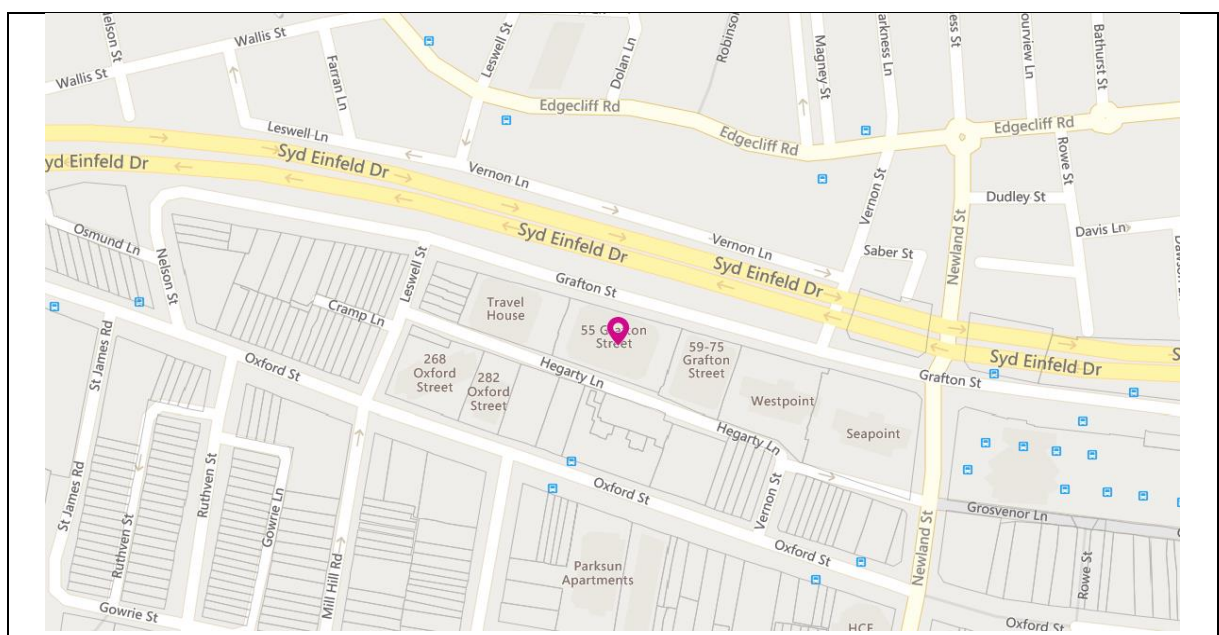 Nelson St
Wallis St
Wallis St
Farran Ln
Leswell St
Dolan Ln
Robinson
Magney St
arkness Ln
ess St
ourview Ln
Bathurst St
Edgecliff Rd
Edgecliff Rd
Edgecliff Rd
Rowe St
Leswell Ln
Syd Einfeld Dr
yd Einfeld Dr
Vernon Ln
Vernon St
Newland St
Dudley St
Davis Ln
Osmund Ln
Nelson St
Leswell St
Syd Einfeld Dr
Vernon Ln
Syd Einfeld Dr
Saber St
Grafton St
Cramp Ln
Travel
House
55 Grafton
Street
59-75
Grafton
Street
Syd Einfeld Dr
S
Grafton St
St James Rd
Oxford St
268
Oxford
Street
282
Oxford
Street
Hegarty Ln
Westpoint
Hegarty Ln
Seapoint
St James Rd
Ruthven St
Ruthven St
Gowrie Ln
Mill Hill Rd
Oxford St
Vernon St
Oxford St
Newland St
Grosvenor Ln
Rowe St
Parksun
Apartments
Gowrie St
HCF
Oxford St